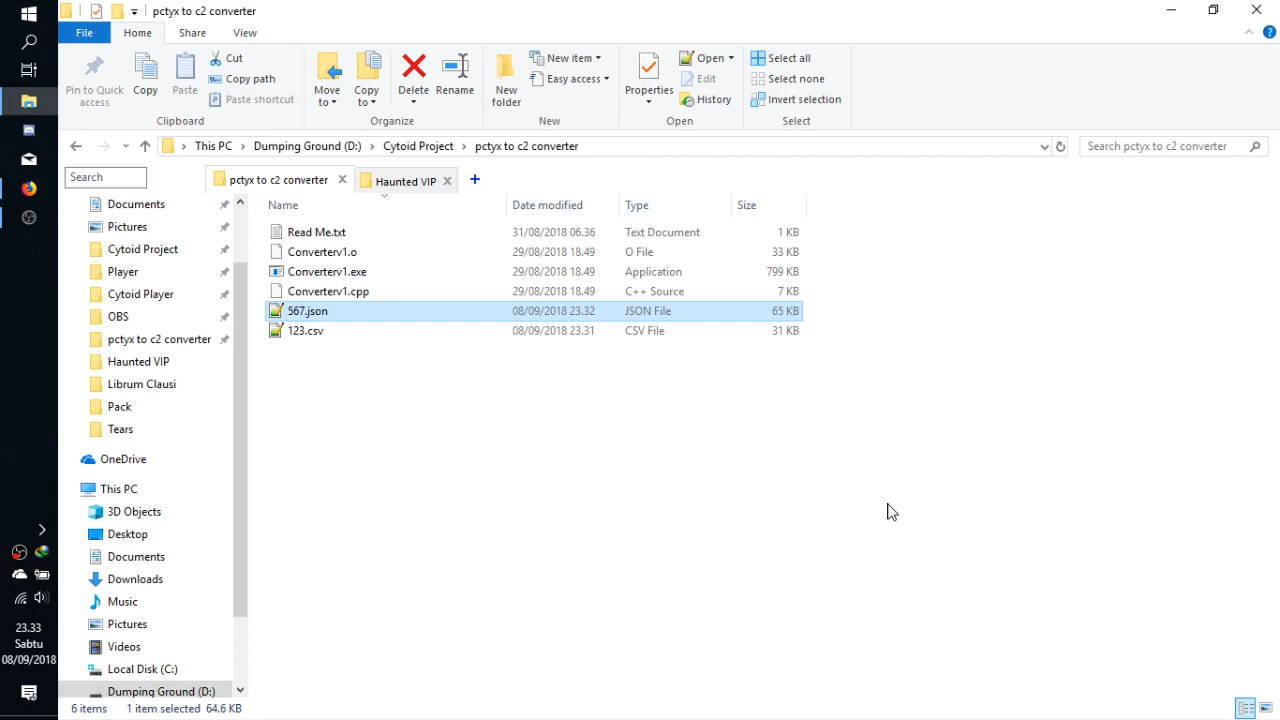 pctyx to c2 converter
File
Home
Share
View
Pin to Quick access
Copy
Paste
Cut
Copy path
Paste shortcut
Clipboard
Move to
Copy to
Delete
Rename
Organize
New folder
New item
Easy access
New
Properties
Open
Edit
History
Open
Select all
Select none
Invert selection
Select
This PC > Dumping Ground (D:) > Cytoid Project > pctyx to c2 converter
Search pctyx to c2 converter
Search
pctyx to c2 converter
Haunted VIP
Name Date modified Type Size
Read Me.txt 31/08/2018 06.36 Text Document 1 KB
Converterv1.o 29/08/2018 18.49 O File 33 KB
Converterv1.exe 29/08/2018 18.49 Application 799 KB
Converterv1.cpp 29/08/2018 18.49 C++ Source 7 KB
567.json 08/09/2018 23.32 JSON File 65 KB
123.csv 08/09/2018 23.31 CSV File 31 KB
Documents
Pictures
Cytoid Project
Player
Cytoid Player
OBS
pctyx to c2 converter
Haunted VIP
Librum Clausi
Pack
Tears
OneDrive
This PC
3D Objects
Desktop
Documents
Downloads
Music
Pictures
Videos
Local Disk (C:)
Dumping Ground (D:)
6 items 1 item selected 64.6 KB
23.33
Sabtu
08/09/2018